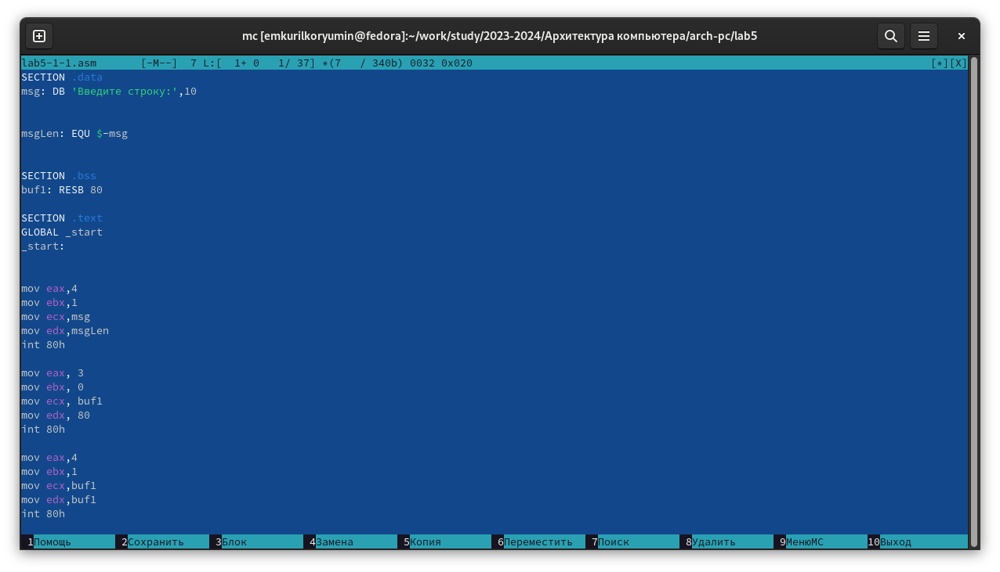 mc [emkurilkoryumin@fedora]:~/work/study/2023-2024/Архитектура компьютера/arch-pc/lab5
lab5-1-1.asm       [-M--]  7 L:[  1+ 0   1/ 37] *(7   / 340b) 0032 0x020       [*][X]
SECTION .data
msg: DB 'Введите строку:',10
msgLen: EQU $-msg
SECTION .bss
buf1: RESB 80
SECTION .text
GLOBAL _start
_start:
mov eax,4
mov ebx,1
mov ecx,msg
mov edx,msgLen
int 80h
mov eax, 3
mov ebx, 0
mov ecx, buf1
mov edx, 80
int 80h
mov eax,4
mov ebx,1
mov ecx,buf1
mov edx,buf1
int 80h
1Помощь 2Сохранить 3Блок 4Замена 5Копия 6Переместить 7Поиск 8Удалить 9МенюМС 10Выход